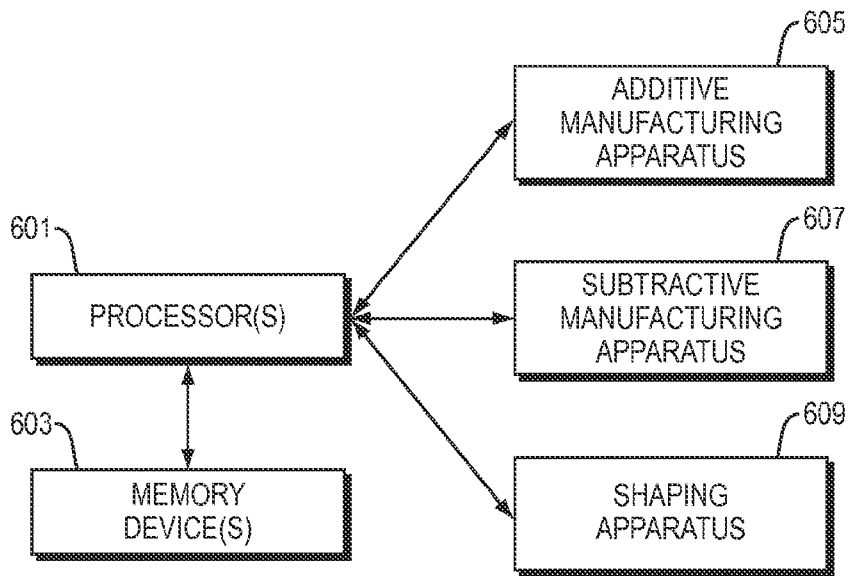 605
ADDITIVE
MANUFACTURING
APPARATUS
601
PROCESSOR(S)
607
SUBTRACTIVE
MANUFACTURING
APPARATUS
603
MEMORY
DEVICE(S)
609
SHAPING
APPARATUS